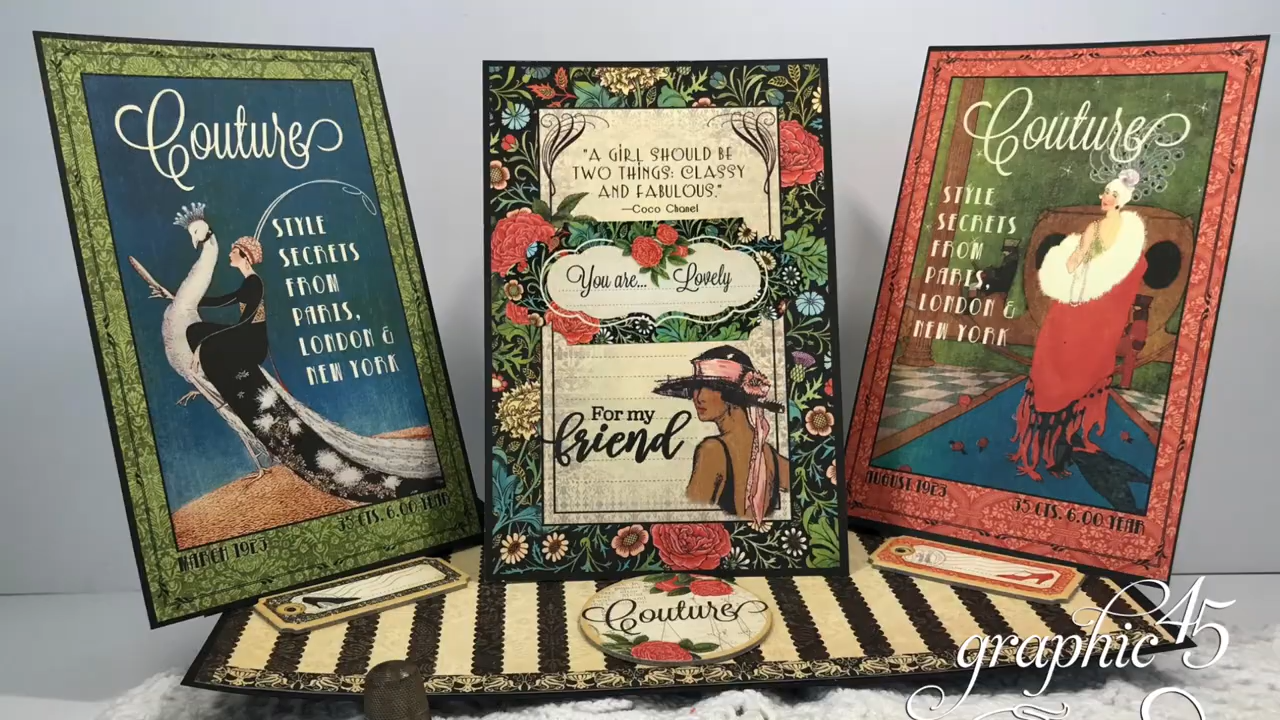 Couture
STYLE
SECRETS
FROM
PARIS,
LONDON &
NEW YORK
MARCH 1923
35 CTS. 6.00 YEAR
"A GIRL SHOULD BE
TWO THINGS: CLASSY
AND FABULOUS."
—Coco Chanel
You are... Lovely
For my
friend
Couture
Couture
STYLE
SECRETS
FROM
PARIS,
LONDON &
NEW YORK
AUGUST 1923
35 CTS. 6.00 YEAR
graphic 45